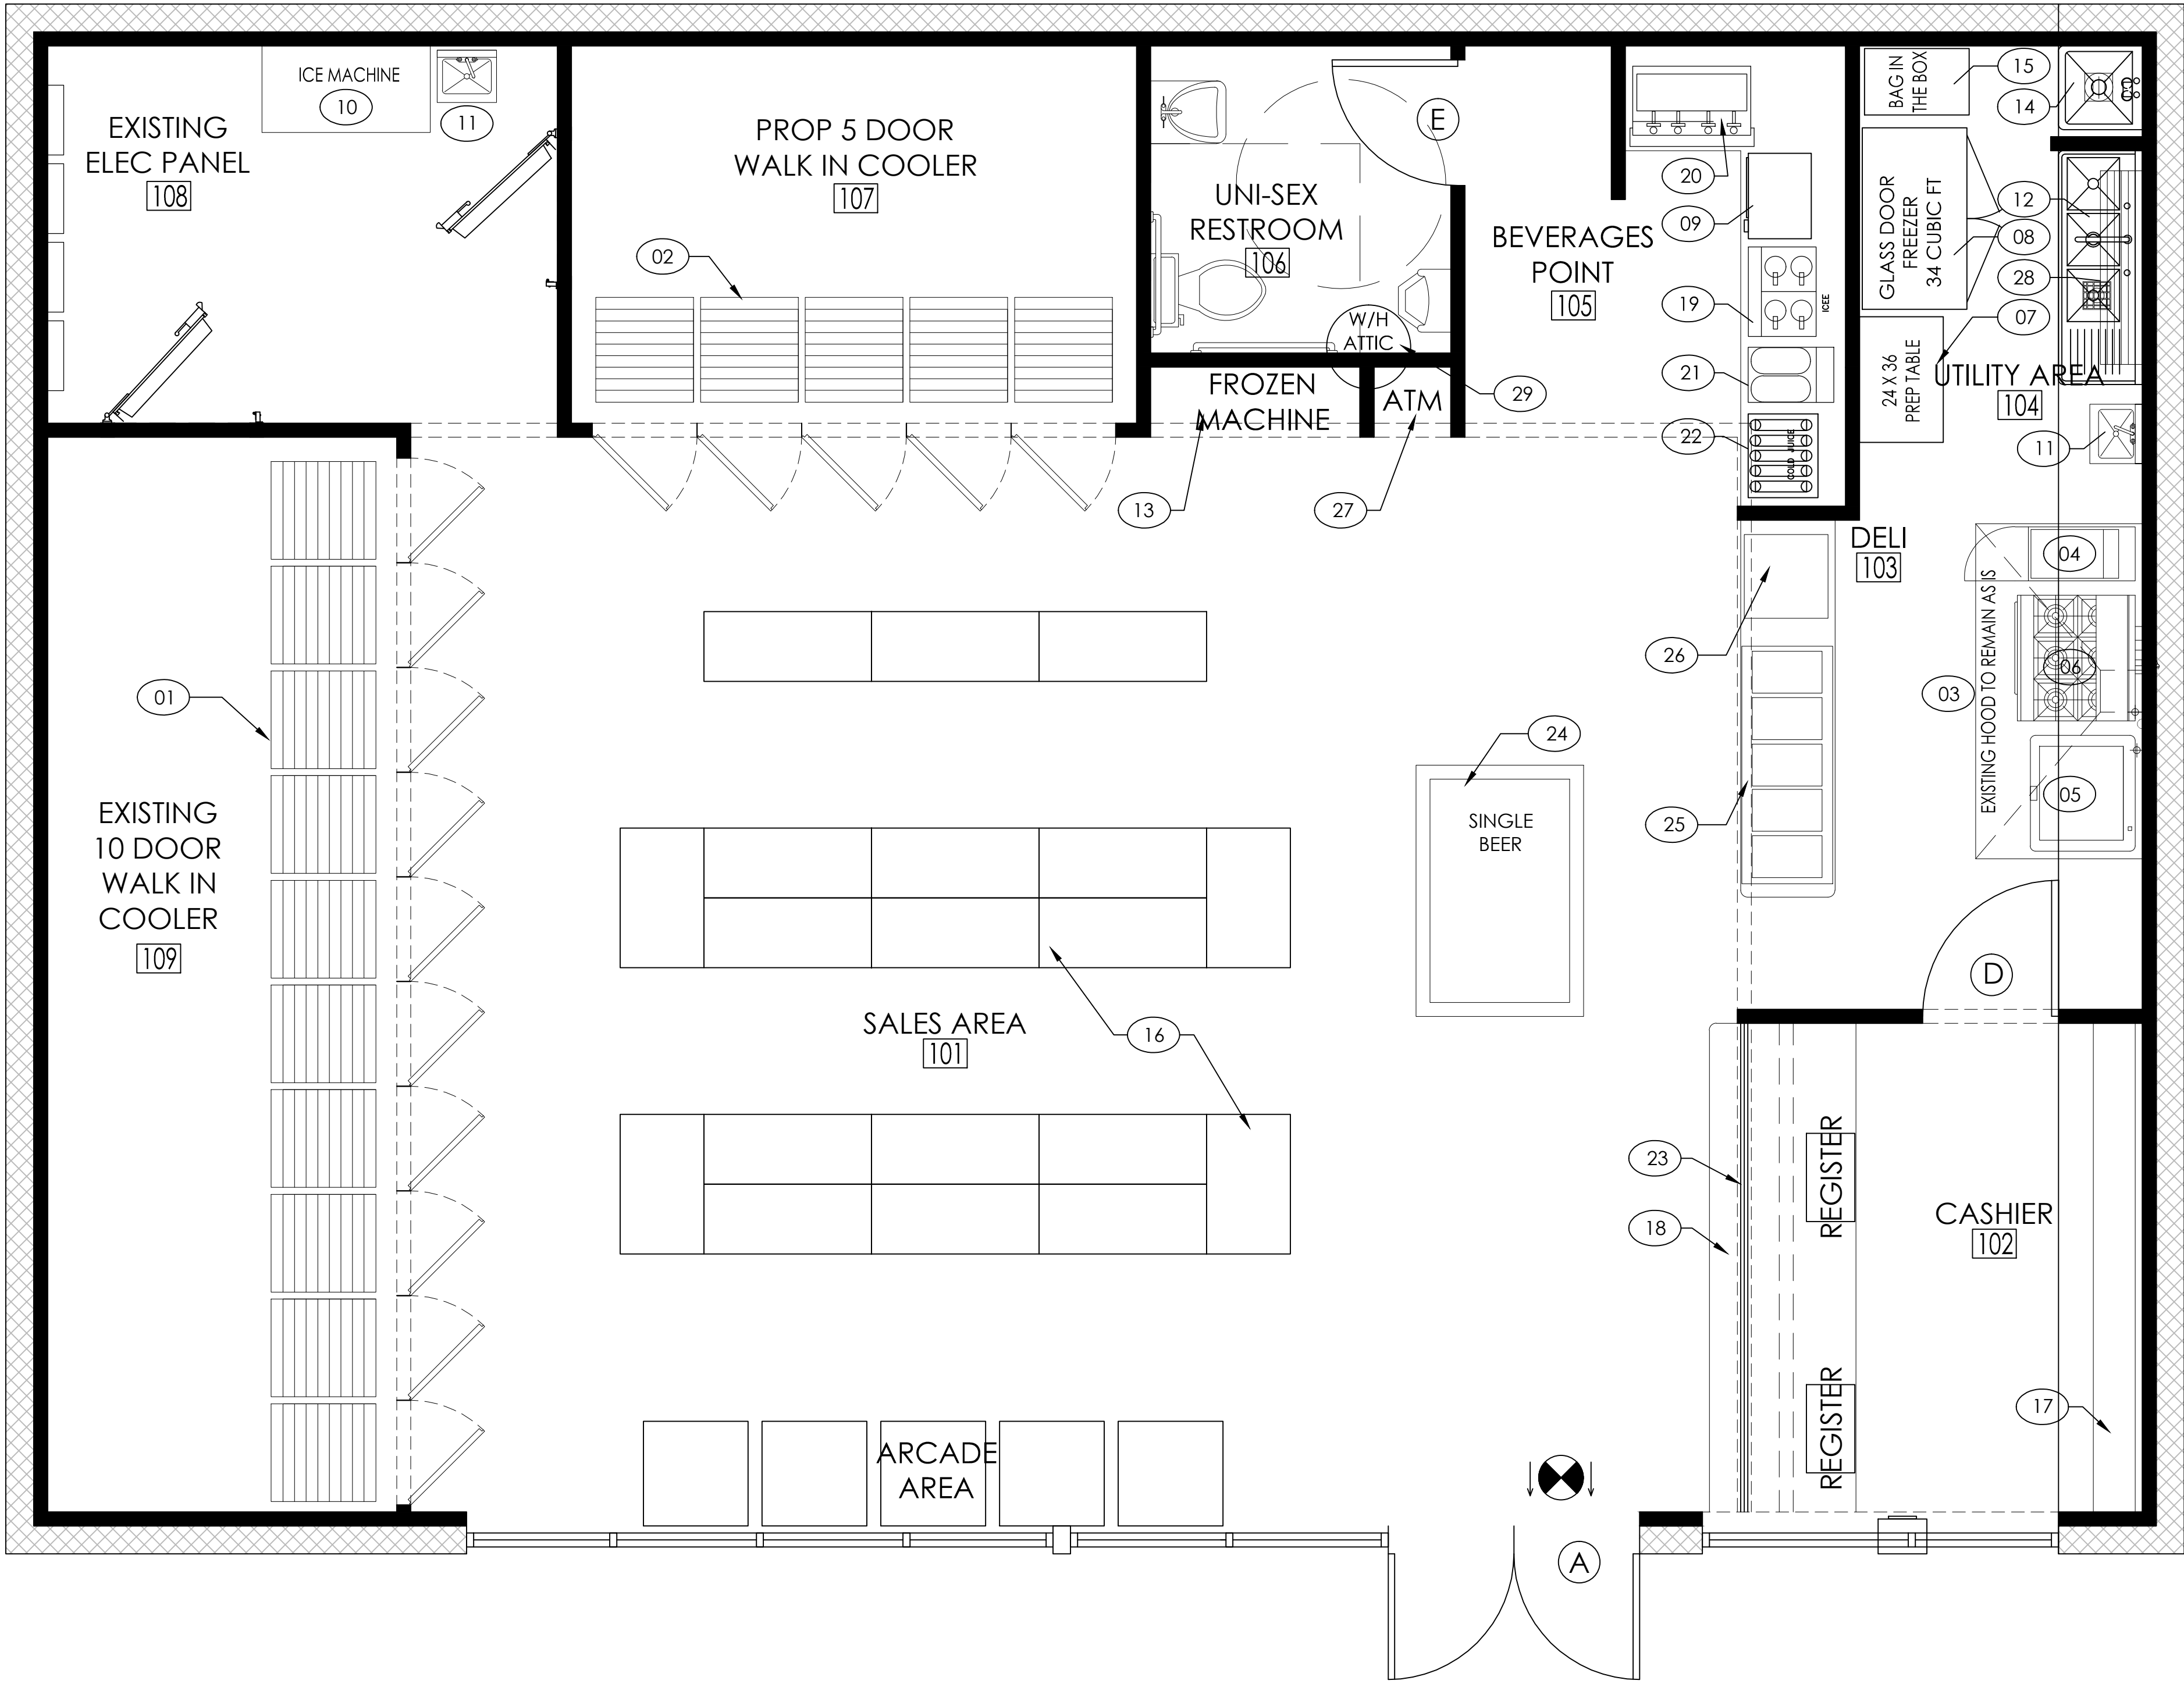 ICE MACHINE
10
11
EXISTING
ELEC PANEL
108
PROP 5 DOOR
WALK IN COOLER
107
02
E
UNI-SEX
RESTROOM
106
W/H
ATTIC
29
FROZEN
MACHINE
13
ATM
27
BEVERAGES
POINT
105
20
09
19
ICEE
21
22
COLD JUICE
BAG IN
THE BOX
15
14
GLASS DOOR
FREEZER
34 CUBIC FT
12
08
28
07
24 X 36
PREP TABLE
UTILITY AREA
104
11
DELI
103
04
EXISTING HOOD TO REMAIN AS IS
03
06
05
26
25
01
EXISTING
10 DOOR
WALK IN
COOLER
109
24
SINGLE
BEER
SALES AREA
101
16
D
23
18
REGISTER
CASHIER
102
REGISTER
17
ARCADE
AREA
A